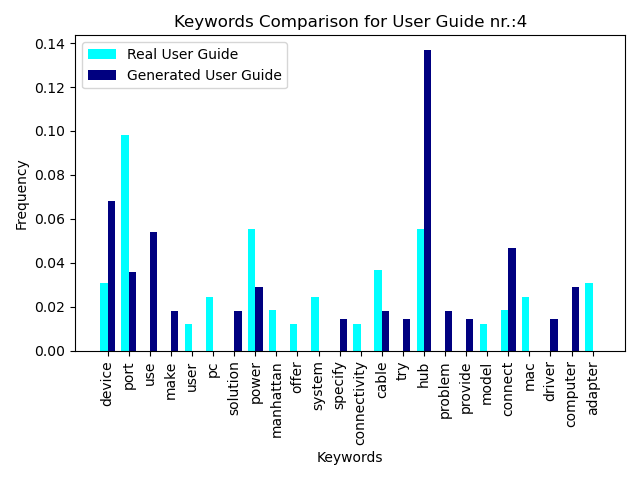 Keywords Comparison for User Guide nr.:4
Real User Guide
Generated User Guide
Frequency
0.14
0.12
0.10
0.08
0.06
0.04
0.02
0.00
device
port
use
make
user
pc
solution
power
manhattan
offer
system
specify
connectivity
cable
try
hub
problem
provide
model
connect
mac
driver
computer
adapter
Keywords